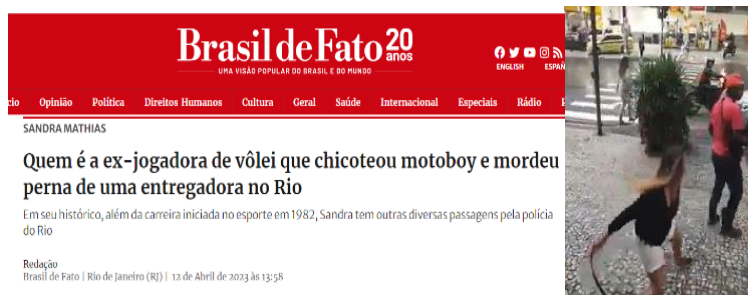 Brasil de Fato 20 anos
UMA VISÃO POPULAR DO BRASIL E DO MUNDO
ENGLISH ESPAÑ
cio Opinião Política Direitos Humanos Cultura Geral Saúde Internacional Especiais Rádio
SANDRA MATHIAS
Quem é a ex-jogadora de vôlei que chicoteou motoboy e mordeu
perna de uma entregadora no Rio
Em seu histórico, além da carreira iniciada no esporte em 1982, Sandra tem outras diversas passagens pela polícia
do Rio
Redação
Brasil de Fato | Rio de Janeiro (RJ) | 12 de Abril de 2023 às 13:58